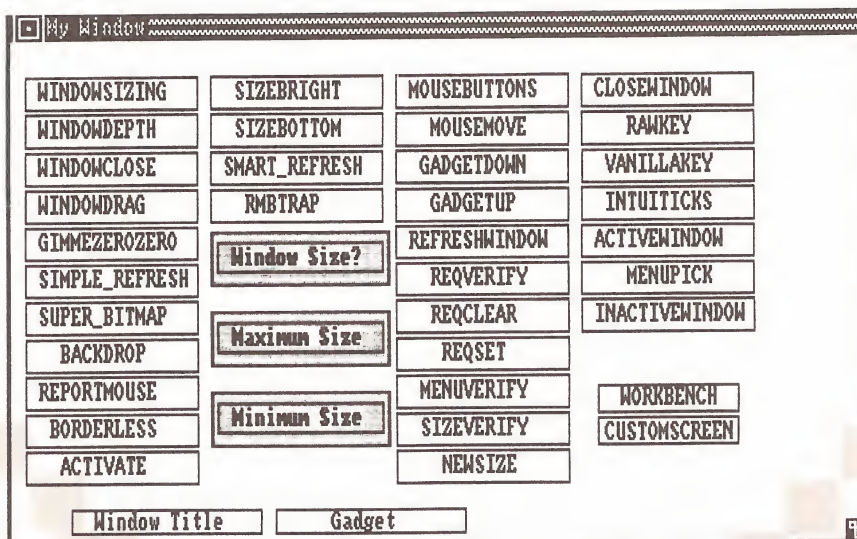 My Window
WINDOWSIZING SIZEBRIGHT MOUSEBUTTONS CLOSEWINDOW
WINDOWDEPTH SIZEBOTTOM MOUSEMOVE RAWKEY
WINDOWCLOSE SMART_REFRESH GADGETDOWN VANILLAKEY
WINDOWDRAG RMBTRAP GADGETUP INTUITICKS
GIMMEZEROZERO Window Size? REFRESHWINDOW ACTIVEWINDOW
SIMPLE_REFRESH REQVERIFY MENUPICK
SUPER_BITMAP Maximum Size REQCLEAR INACTIVEWINDOW
BACKDROP REQSET
REPORTMOUSE MENUVERIFY WORKBENCH
BORDERLESS Minimum Size SIZEVERIFY CUSTOMSCREEN
ACTIVATE NEWSIZE
Window Title Gadget